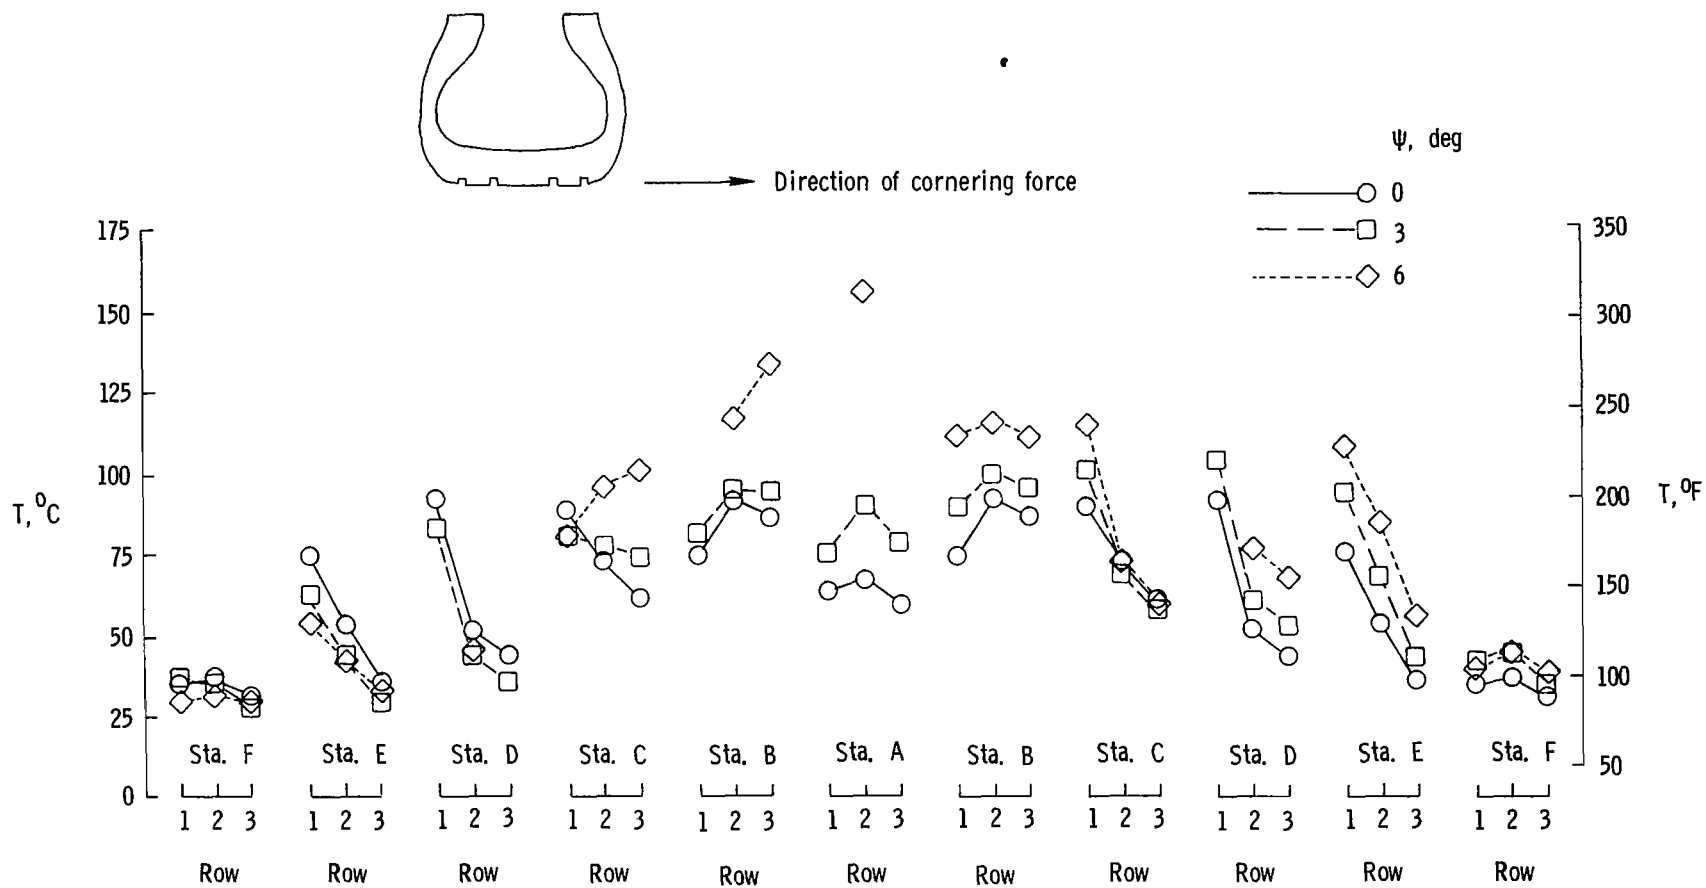 ψ, deg
Direction of cornering force
0
3
6
175
150
125
100
75
50
25
0
T, °C
350
300
250
200
150
100
50
T, °F
Sta. F Sta. E Sta. D Sta. C Sta. B Sta. A Sta. B Sta. C Sta. D Sta. E Sta. F
1 2 3 1 2 3 1 2 3 1 2 3 1 2 3 1 2 3 1 2 3 1 2 3 1 2 3 1 2 3 1 2 3
Row Row Row Row Row Row Row Row Row Row Row